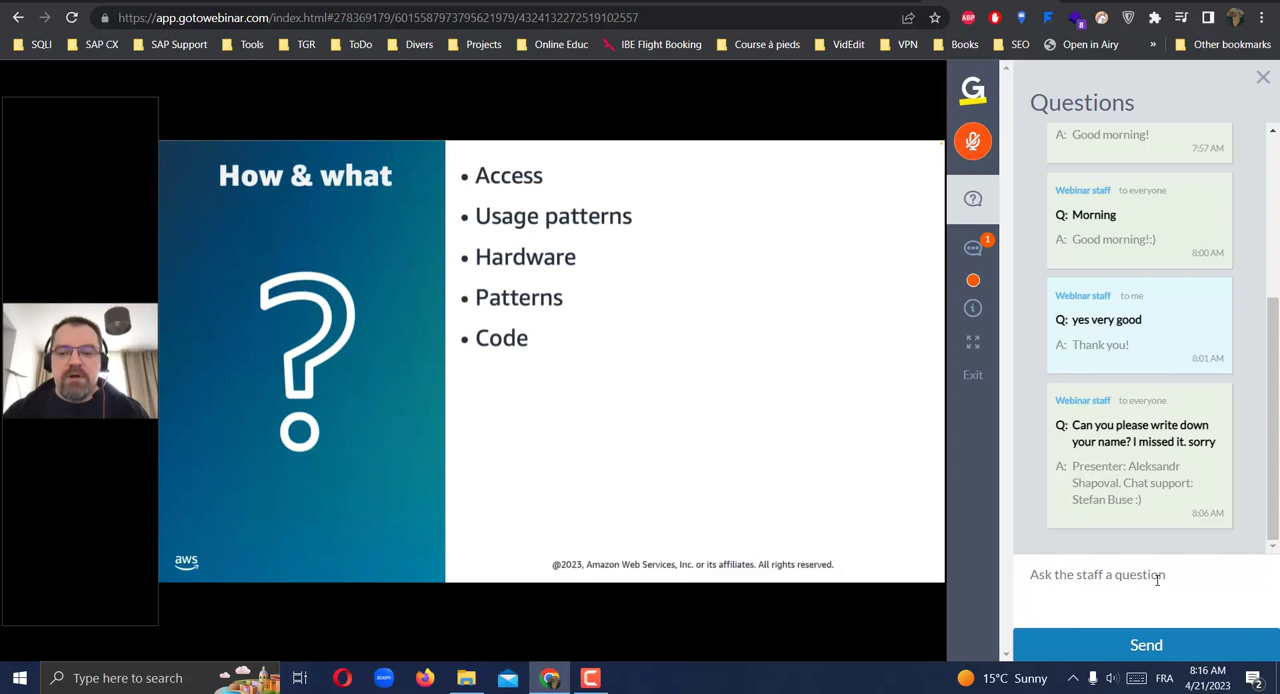 https://app.gotowebinar.com/index.html#278369179/6015587973795621979/4324132272519102557
ABP
8
SQLI
SAP CX
SAP Support
Tools
TGR
ToDo
Divers
Projects
Online Educ
IBE Flight Booking
Course à pieds
VidEdit
VPN
Books
SEO
Open in Airy
»
Other bookmarks
How & what
?
aws
• Access
• Usage patterns
• Hardware
• Patterns
• Code
@2023, Amazon Web Services, Inc. or its affiliates. All rights reserved.
G
1
Exit
Questions
A: Good morning!
7:57 AM
Webinar staff to everyone
Q: Morning
A: Good morning!:)
8:00 AM
Webinar staff to me
Q: yes very good
A: Thank you!
8:01 AM
Webinar staff to everyone
Q: Can you please write down
your name? I missed it. sorry
A: Presenter: Aleksandr
Shapoval. Chat support:
Stefan Buse :)
8:06 AM
Ask the staff a question
Send
Type here to search
zoom
15°C Sunny
FRA
8:16 AM
4/21/2023
2